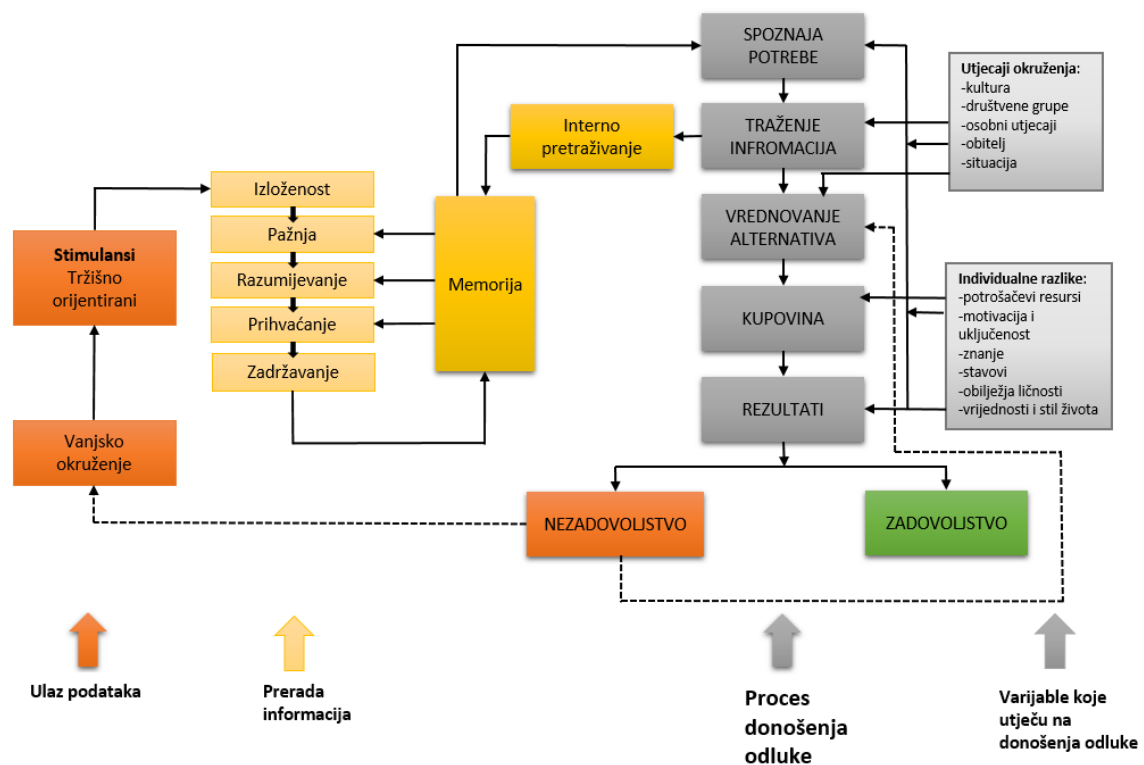 SPOZNAJA
POTREBE
Utjecaji okruženja:
-kultura
-društvene grupe
-osobni utjecaji
-obitelj
-situacija
Interno
pretraživanje
TRAŽENJE
INFROMACIJA
Izloženost
Pažnja
Razumijevanje
Prihvaćanje
Zadržavanje
Memorija
VREDNOVANJE
ALTERNATIVA
Stimulansi
Tržišno
orijentirani
Individualne razlike:
-potrošačevi resursi
-motivacija i
uključenost
-znanje
-stavovi
-obilježja ličnosti
-vrijednosti i stil života
KUPOVINA
REZULTATI
Vanjsko
okruženje
NEZADOVOLJSTVO
ZADOVOLJSTVO
Ulaz podataka
Prerada
informacija
Proces
donošenja
odluke
Varijable koje
utječu na
donošenja odluke